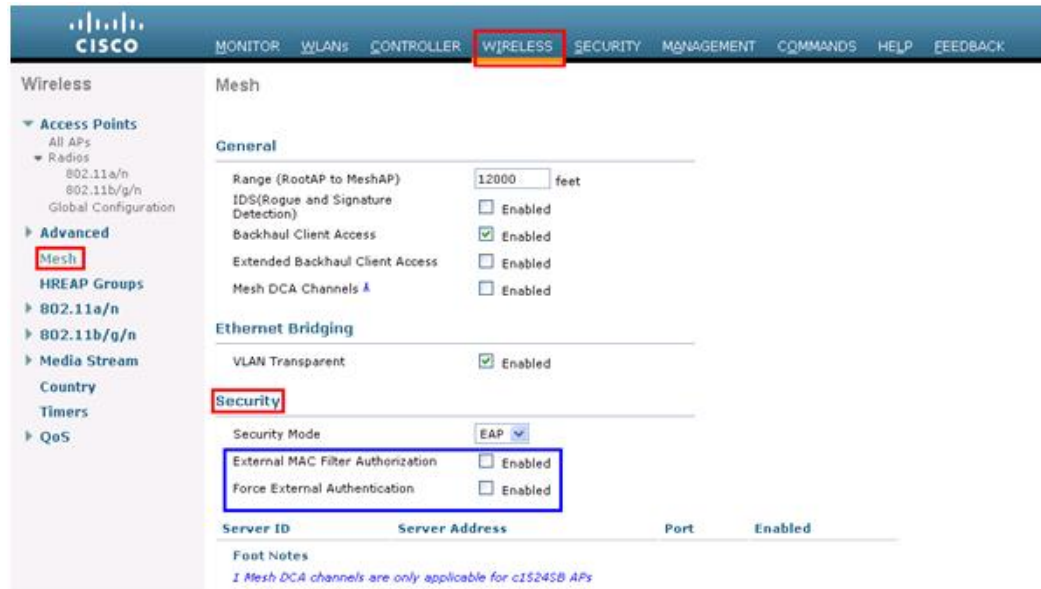 CISCO
MONITOR WLANs CONTROLLER WIRELESS SECURITY MANAGEMENT COMMANDS HELP FEEDBACK
Wireless
Access Points
All APs
Radios
802.11a/n
802.11b/g/n
Global Configuration
Advanced
Mesh
HREAP Groups
802.11a/n
802.11b/g/n
Media Stream
Country
Timers
QoS
Mesh
General
Range (RootAP to MeshAP) 12000 feet
IDS(Rogue and Signature
Detection) Enabled
Backhaul Client Access Enabled
Extended Backhaul Client Access Enabled
Mesh DCA Channels 1 Enabled
Ethernet Bridging
VLAN Transparent Enabled
Security
Security Mode EAP
External MAC Filter Authorization Enabled
Force External Authentication Enabled
Server ID Server Address Port Enabled
Foot Notes
1 Mesh DCA channels are only applicable for c1524SB APs